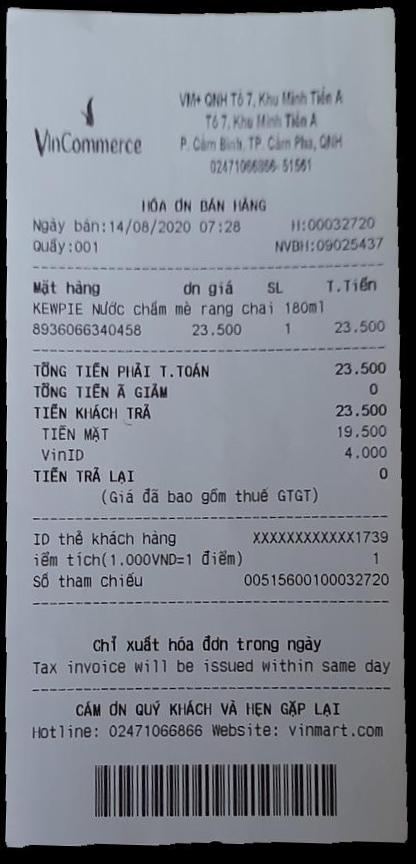 VinCommerce
VM+ QNH Tổ 7, Khu Minh Tiến A
Tổ 7, Khu Minh Tiến A
P. Cẩm Bình, TP. Cẩm Phả, QNH
02471066866-51561
HÓA ƠN BÁN HÀNG
Ngày bán:14/08/2020 07:28 H:00032720
Quầy:001 NVBH:09025437
Mặt hàng ơn giá SL T.Tiền
KEWPIE Nước chấm mè rang chai 180ml
8936066340458 23.500 1 23.500
TỔNG TIỀN PHẢI T.TOÁN 23.500
TỔNG TIỀN Ã GIẢM 0
TIỀN KHÁCH TRẢ 23.500
TIỀN MẶT 19.500
VinID 4.000
TIỀN TRẢ LẠI 0
(Giá đã bao gồm thuế GTGT)
ID thẻ khách hàng XXXXXXXXXXXX1739
iểm tích(1.000VND=1 điểm) 1
Số tham chiếu 00515600100032720
Chỉ xuất hóa đơn trong ngày
Tax invoice will be issued within same day
CÁM ƠN QUÝ KHÁCH VÀ HẸN GẶP LẠI
Hotline: 02471066866 Website: vinmart.com